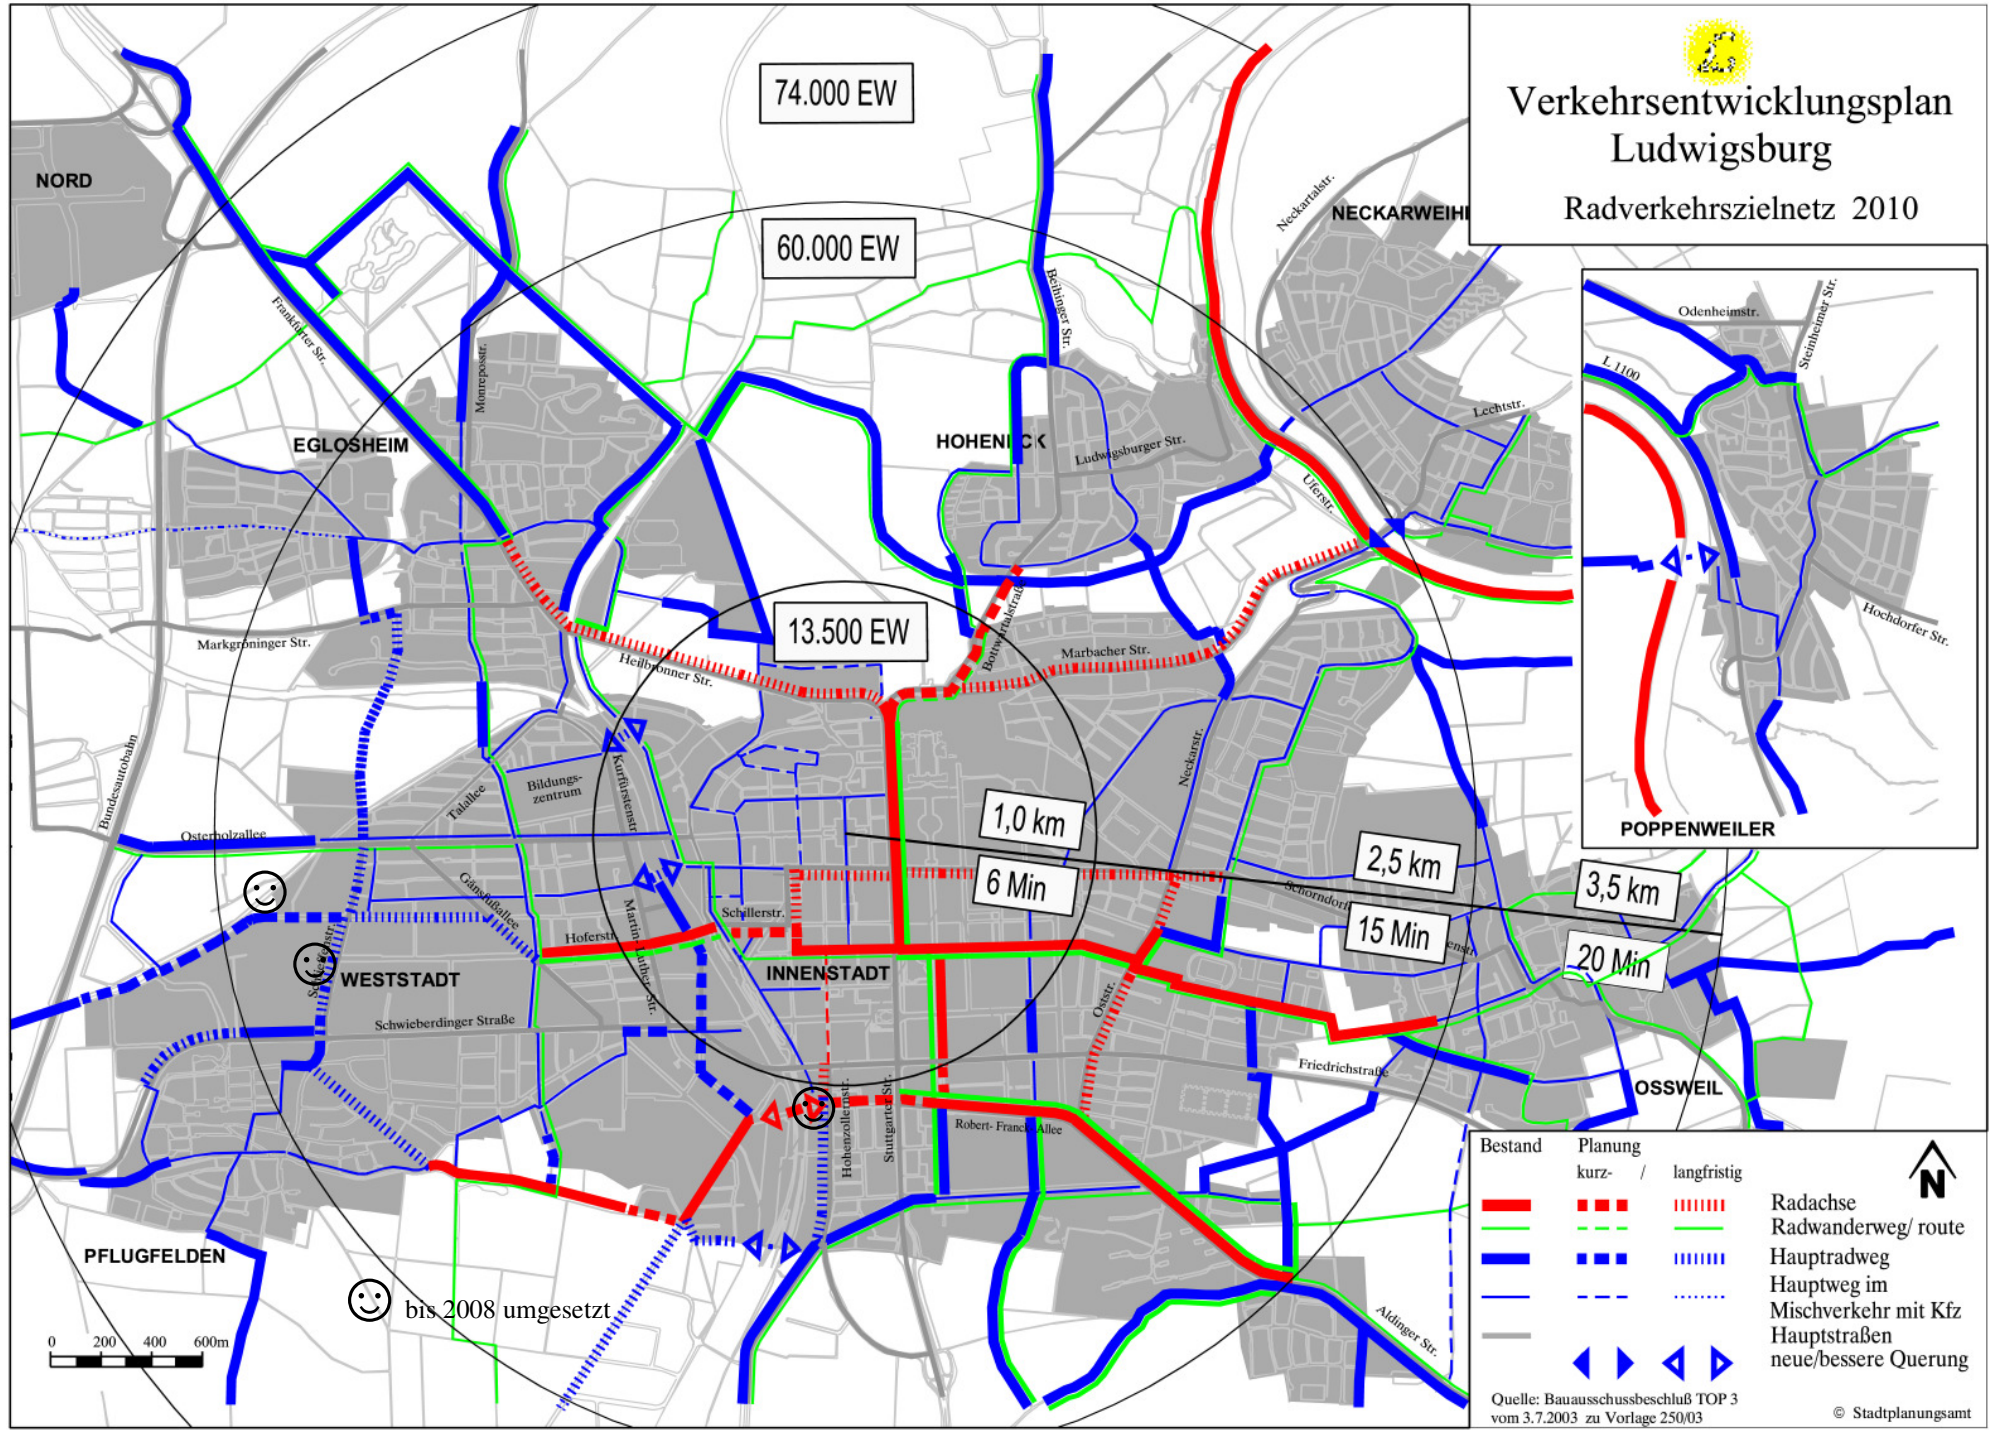 Verkehrsentwicklungsplan
Ludwigsburg
Radverkehrszielnetz 2010
74.000 EW
60.000 EW
13.500 EW
NORD
NECKARWEIHI
Neckartalstr.
Beihinger Str.
Frankfurter Str.
Monreposstr.
EGLOSHEIM
HOHENECK
Ludwigsburger Str.
Lechtstr.
Uferstr.
Odenheimstr.
Steinheimer Str.
L 1100
Hochdorfer Str.
POPPENWEILER
Markgröninger Str.
Heilbronner Str.
Bottwartalstraße
Marbacher Str.
Neckarstr.
Bundesautobahn
Bildungs-
zentrum
Talallee
Kurfürstenstr.
Osterholzallee
1,0 km
6 Min
2,5 km
15 Min
3,5 km
20 Min
Schorndorf
enstr.
Gänsfußallee
Martin-Luther-Str.
Schillerstr.
Hoferstr.
WESTSTADT
INNENSTADT
Schwieberdinger Straße
Oststr.
Friedrichstraße
OSSWEIL
Hohenzollernstr.
Stuttgarter Str.
Robert-Franck-Allee
PFLUGFELDEN
Aldinger Str.
bis 2008 umgesetzt
0 200 400 600m
Bestand Planung
kurz- / langfristig
Radachse
Radwanderweg/ route
Hauptradweg
Hauptweg im
Mischverkehr mit Kfz
Hauptstraßen
neue/bessere Querung
N
Quelle: Bauausschussbeschluß TOP 3
vom 3.7.2003 zu Vorlage 250/03
© Stadtplanungsamt